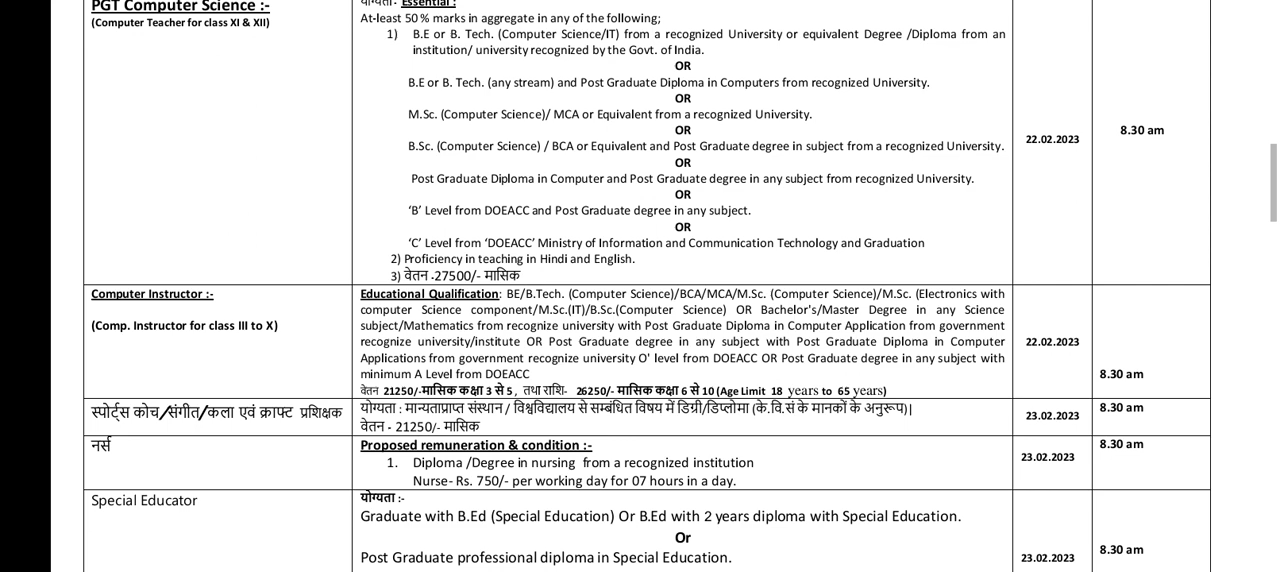 PGT Computer Science :-
(Computer Teacher for class XI & XII)
योग्यता- Essential :
At-least 50 % marks in aggregate in any of the following;
1) B.E or B. Tech. (Computer Science/IT) from a recognized University or equivalent Degree /Diploma from an
institution/ university recognized by the Govt. of India.
OR
B.E or B. Tech. (any stream) and Post Graduate Diploma in Computers from recognized University.
OR
M.Sc. (Computer Science)/ MCA or Equivalent from a recognized University.
OR
B.Sc. (Computer Science) / BCA or Equivalent and Post Graduate degree in subject from a recognized University.
OR
Post Graduate Diploma in Computer and Post Graduate degree in any subject from recognized University.
OR
‘B’ Level from DOEACC and Post Graduate degree in any subject.
OR
‘C’ Level from ‘DOEACC’ Ministry of Information and Communication Technology and Graduation
2) Proficiency in teaching in Hindi and English.
3) वेतन -27500/- मासिक
22.02.2023
8.30 am
Computer Instructor :-
(Comp. Instructor for class III to X)
Educational Qualification: BE/B.Tech. (Computer Science)/BCA/MCA/M.Sc. (Computer Science)/M.Sc. (Electronics with
computer Science component/M.Sc.(IT)/B.Sc.(Computer Science) OR Bachelor's/Master Degree in any Science
subject/Mathematics from recognize university with Post Graduate Diploma in Computer Application from government
recognize university/institute OR Post Graduate degree in any subject with Post Graduate Diploma in Computer
Applications from government recognize university O' level from DOEACC OR Post Graduate degree in any subject with
minimum A Level from DOEACC
वेतन 21250/-मासिक कक्षा 3 से 5 , तथा राशि- 26250/- मासिक कक्षा 6 से 10 (Age Limit 18 years to 65 years)
22.02.2023
8.30 am
स्पोर्ट्स कोच/संगीत/कला एवं क्राफ्ट प्रशिक्षक
योग्यता : मान्यताप्राप्त संस्थान / विश्वविद्यालय से सम्बंधित विषय में डिग्री/डिप्लोमा (के.वि.सं के मानकों के अनुरूप)|
वेतन - 21250/- मासिक
23.02.2023
8.30 am
नर्स
Proposed remuneration & condition :-
1. Diploma /Degree in nursing from a recognized institution
Nurse- Rs. 750/- per working day for 07 hours in a day.
23.02.2023
8.30 am
Special Educator
योग्यता :-
Graduate with B.Ed (Special Education) Or B.Ed with 2 years diploma with Special Education.
Or
Post Graduate professional diploma in Special Education.
23.02.2023
8.30 am